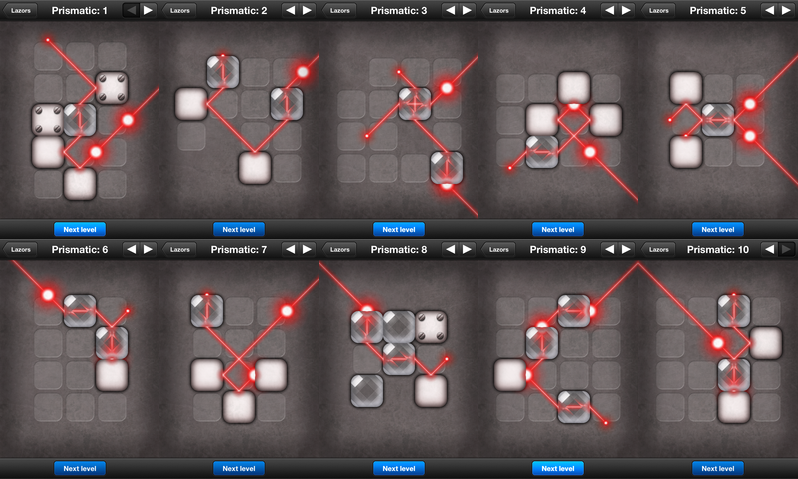 Lazors Prismatic: 1
Lazors Prismatic: 2
Lazors Prismatic: 3
Lazors Prismatic: 4
Lazors Prismatic: 5
Next level
Next level
Next level
Next level
Next level
Lazors Prismatic: 6
Lazors Prismatic: 7
Lazors Prismatic: 8
Lazors Prismatic: 9
Lazors Prismatic: 10
Next level
Next level
Next level
Next level
Next level